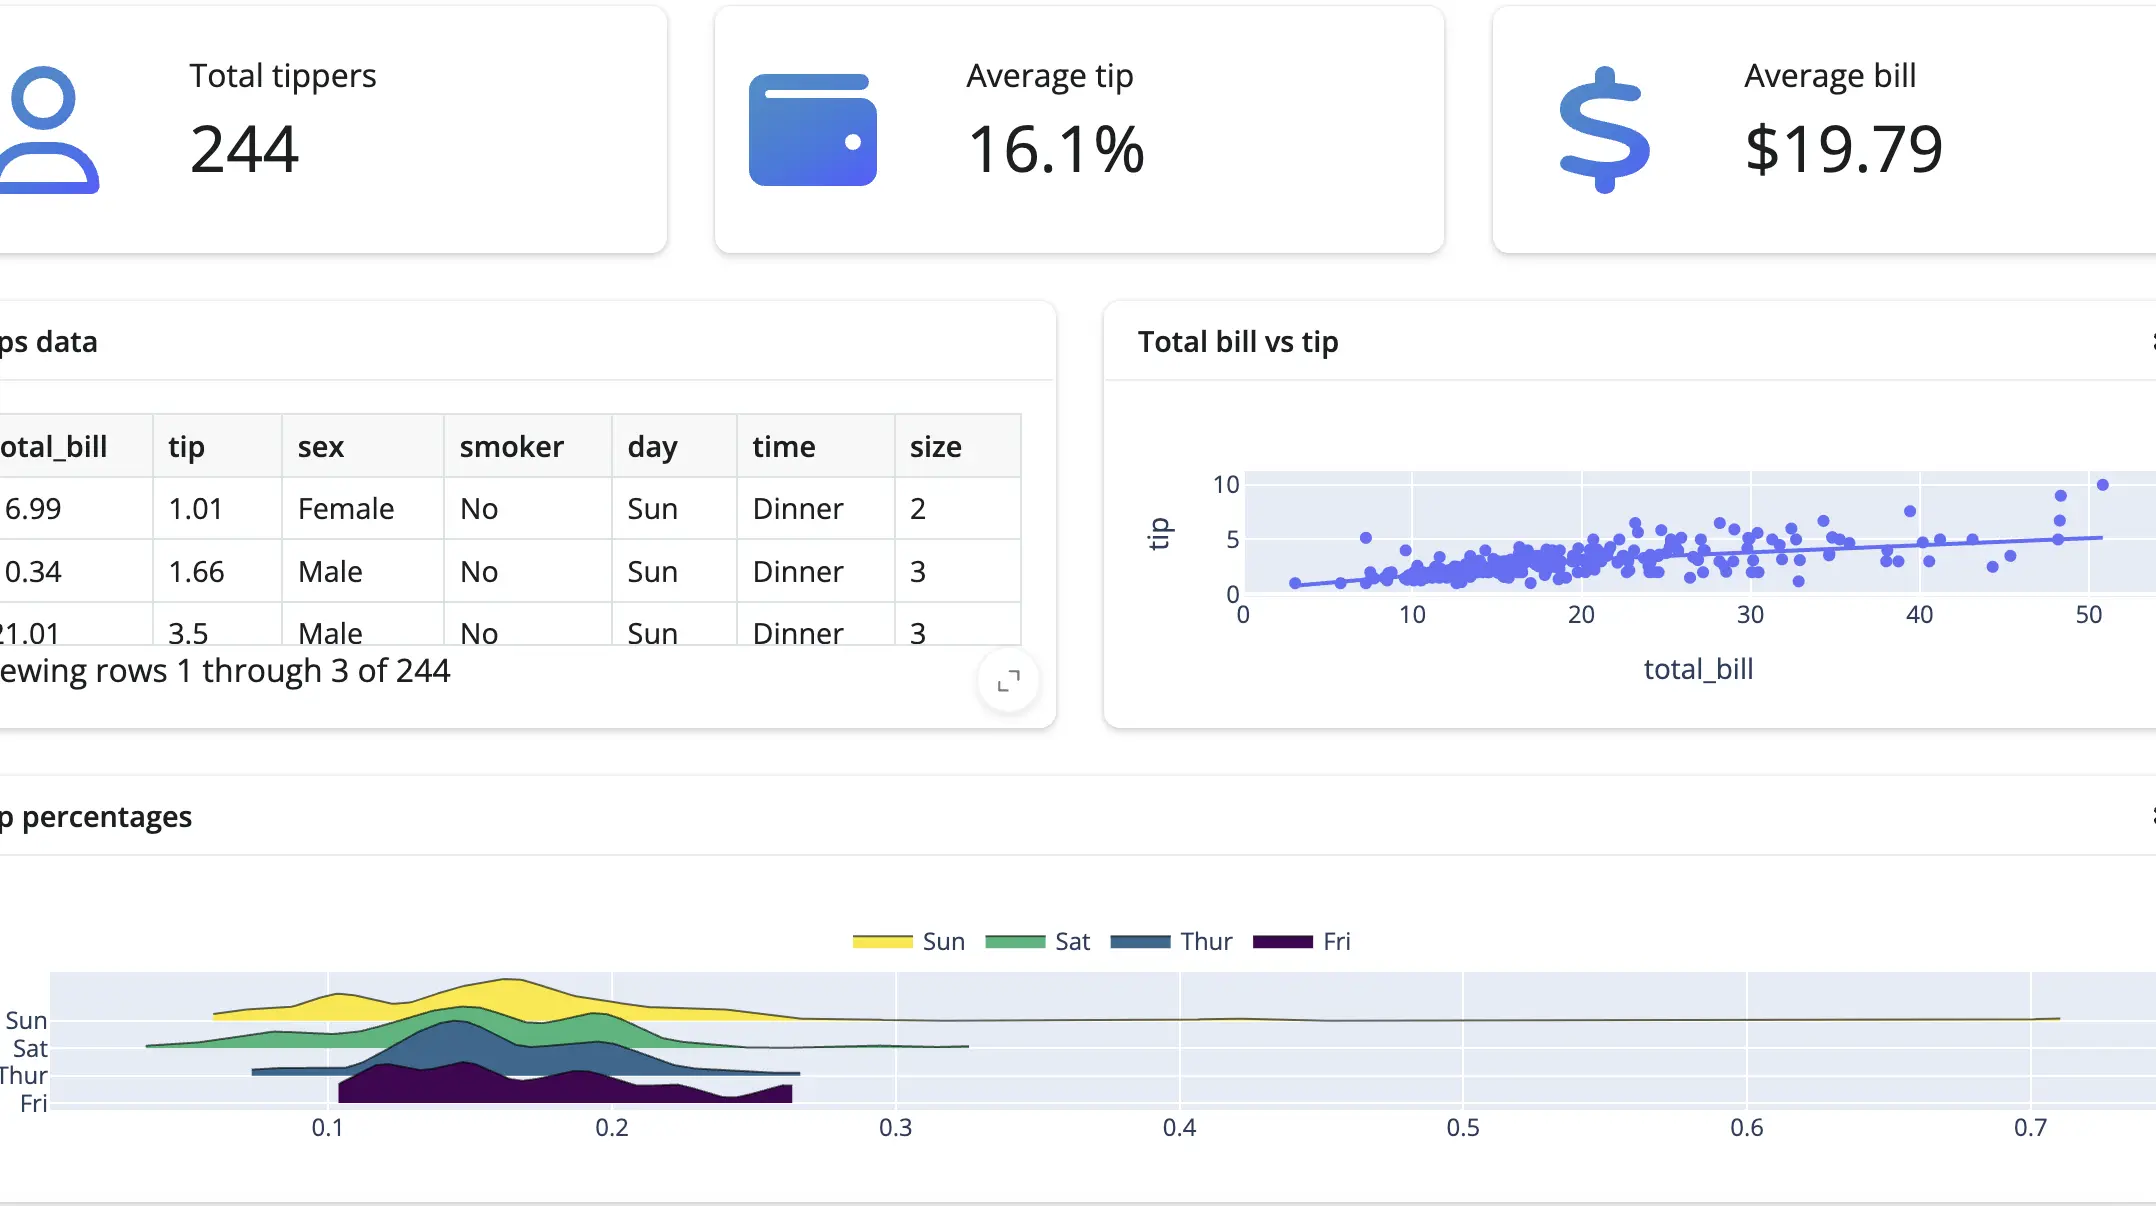 Total tippers
244
Average tip
16.1%
Average bill
$19.79
ps data
otal_bill tip sex smoker day time size
6.99 1.01 Female No Sun Dinner 2
0.34 1.66 Male No Sun Dinner 3
21.01 3.5 Male No Sun Dinner 3
ewing rows 1 through 3 of 244
Total bill vs tip
10
5
0
tip
0 10 20 30 40 50
total_bill
p percentages
Sun Sat Thur Fri
Sun
Sat
Thur
Fri
0.1 0.2 0.3 0.4 0.5 0.6 0.7